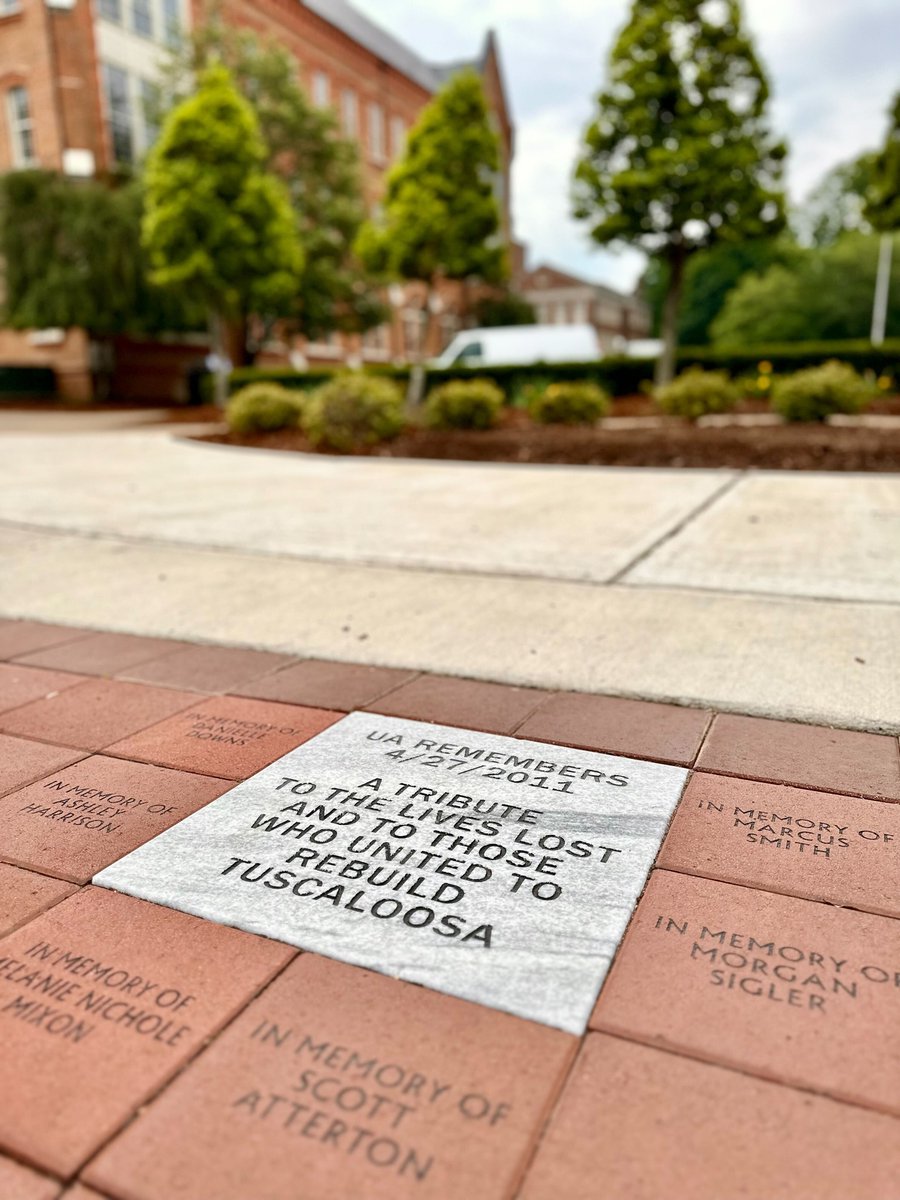 UA REMEMBERS
4/27/2011
A TRIBUTE
TO THE LIVES LOST
AND TO THOSE
WHO UNITED TO
REBUILD
TUSCALOOSA
IN MEMORY OF
DANIELLE
DOWNS
IN MEMORY OF
ASHLEY
HARRISON
IN MEMORY OF
MELANIE NICHOLE
MIXON
IN MEMORY OF
SCOTT
ATTERTON
IN MEMORY OF
MARCUS
SMITH
IN MEMORY OF
MORGAN
SIGLER